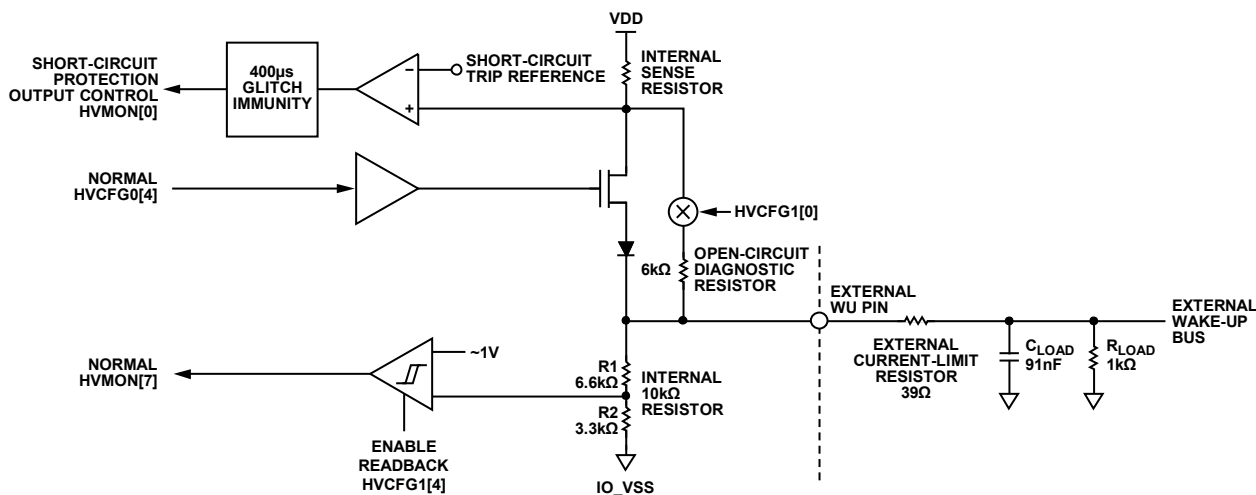 VDD
SHORT-CIRCUIT
PROTECTION
OUTPUT CONTROL
HVMON[0]
400µs
GLITCH
IMMUNITY
–
+
SHORT-CIRCUIT
TRIP REFERENCE
INTERNAL
SENSE
RESISTOR
NORMAL
HVCFG0[4]
HVCFG1[0]
6kΩ
OPEN-CIRCUIT
DIAGNOSTIC
RESISTOR
EXTERNAL
WU PIN
EXTERNAL
CURRENT-LIMIT
RESISTOR
39Ω
CLOAD
91nF
RLOAD
1kΩ
EXTERNAL
WAKE-UP
BUS
NORMAL
HVMON[7]
~1V
ENABLE
READBACK
HVCFG1[4]
R1
6.6kΩ
R2
3.3kΩ
INTERNAL
10kΩ
RESISTOR
IO_VSS